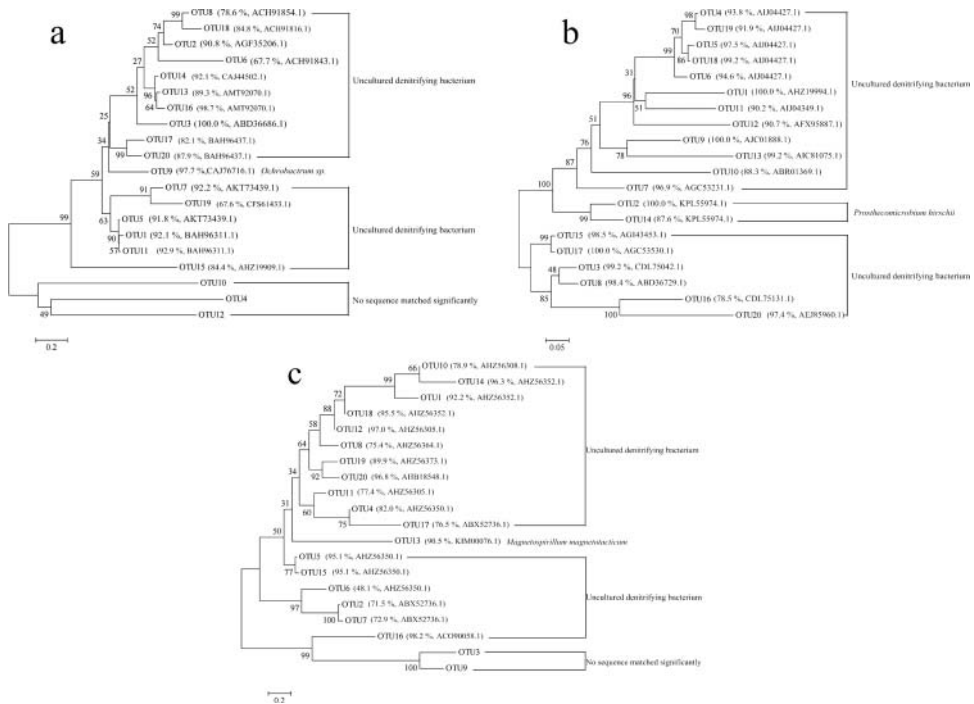 a
99
OTU8 (78.6 %, ACH91854.1)
74
OTU18 (84.8 %, ACH91816.1)
52
OTU2 (90.8 %, AGF35206.1)
OTU6 (67.7 %, ACH91843.1)
27
OTU14 (92.1%, CAJ44502.1)
52
96
OTU13 (89.3%, AMT92070.1)
64
OTU16 (98.7 %, AMT92070.1)
25
OTU3 (100.0 %, ABD36686.1)
34
OTU17 (82.1 %, BAH96437.1)
99
OTU20 (87.9 %, BAH96437.1)
Uncultured denitrifying bacterium
59
OTU9 (97.7 %, CAJ76716.1)
Ochrobactrum sp
91
OTU7 (92.2 %, AKT73439.1)
OTU19 (67.6 %, CFS61433.1)
99
63
OTU5 (91.8 %, AKT73439.1)
90
OTU1 (92.1 %, BAH96311.1)
57
OTU11 (92.9 %, BAH96311.1)
OTU15 (84.4 %, AHZ19909.1)
Uncultured denitrifying bacterium
OTU10
OTU4
49
OTU12
No sequence matched significantly
0.2
b
98
OTU4 (93.8 %, AIJ04427.1)
70
OTU19 (91.9 %, AIJ04427.1)
99
OTU5 (97.5 %, AIJ04427.1)
86
OTU18 (99.2 %, AIJ04427.1)
OTU6 (94.6 %, AIJ04427.1)
31
OTU1 (100.0 %, AHZ19994.1)
96
51
OTU11 (90.2 %, AIJ04349.1)
OTU12 (90.7 %, AFX95887.1)
51
OTU9 (100.0 %, AJC01888.1)
76
78
OTU13 (99.2 %, AJC81075.1)
87
OTU10 (88.3 %, ABR01369.1)
OTU7 (96.9 %, AGC53231.1)
Uncultured denitrifying bacterium
100
OTU2 (100.0 %, KPL55974.1)
99
OTU14 (87.6 %, KPL55974.1)
Prosthecomicrobium hirschii
99
OTU15 (98.5 %, AGI43453.1)
OTU17 (100.0 %, AGC53530.1)
OTU3 (99.2 %, CDL75042.1)
48
OTU8 (98.4 %, ABD36729.1)
85
OTU16 (78.5 %, CDL75131.1)
100
OTU20 (97.4 %, AEJ85960.1)
Uncultured denitrifying bacterium
0.05
c
66
OTU10 (78.9 %, AHZ56308.1)
99
OTU14 (96.3 %, AHZ56352.1)
72
OTU1 (92.2 %, AHZ56352.1)
88
OTU18 (95.5 %, AHZ56352.1)
58
OTU12 (97.0 %, AHZ56305.1)
OTU8 (75.4 %, AHZ56364.1)
64
OTU19 (89.9 %, AHZ56373.1)
92
OTU20 (96.8 %, AHB18548.1)
34
OTU11 (77.4 %, AHZ56305.1)
60
OTU4 (82.0 %, AHZ56350.1)
31
75
OTU17 (76.5 %, ABX52736.1)
Uncultured denitrifying bacterium
OTU13 (90.5 %, KIM00076.1)
Magnetospirillum magnetotacticum
50
OTU5 (95.1 %, AHZ56350.1)
77
OTU15 (95.1 %, AHZ56350.1)
OTU6 (48.1 %, AHZ56350.1)
97
OTU2 (71.5 %, ABX52736.1)
100
OTU7 (72.9 %, ABX52736.1)
OTU16 (98.2 %, ACO90058.1)
Uncultured denitrifying bacterium
99
OTU3
100
OTU9
No sequence matched significantly
0.2